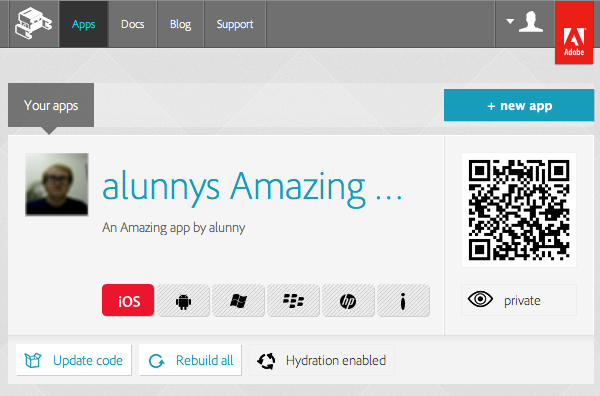 Apps Docs Blog Support
Adobe
Your apps
+ new app
alunnys Amazing ...
An Amazing app by alunny
iOS
hp
private
Update code Rebuild all Hydration enabled